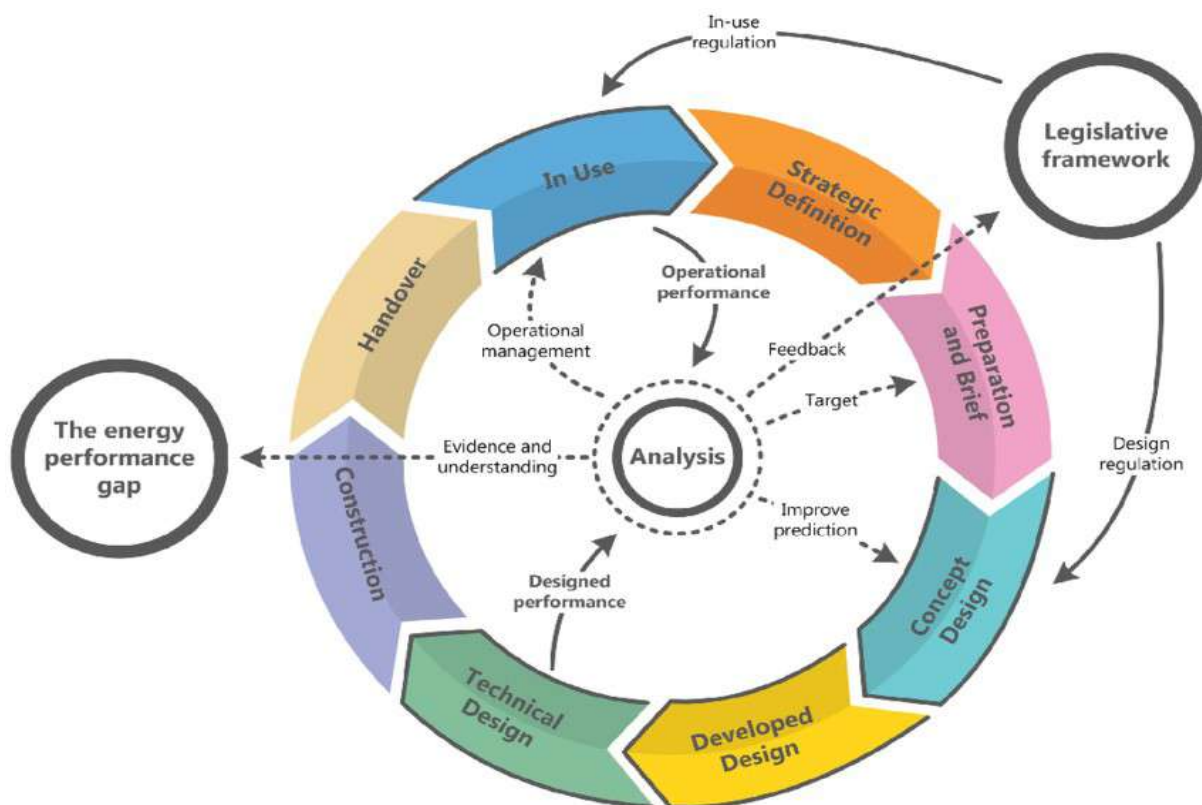 In-use
regulation
Legislative
framework
In Use
Strategic
Definition
Operational
performance
Handover
Operational
management
Feedback
Preparation
and Brief
Target
The energy
performance
gap
Evidence and
understanding
Analysis
Design
regulation
Construction
Improve
prediction
Designed
performance
Concept
Design
Technical
Design
Developed
Design